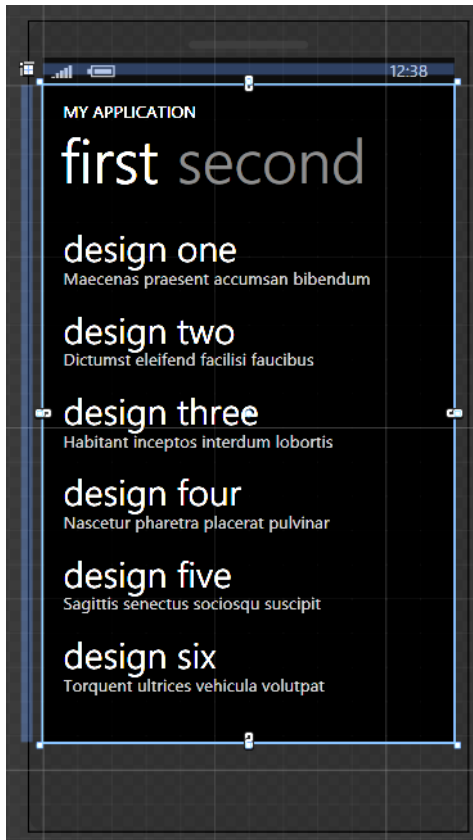 12:38
MY APPLICATION
first second
design one
Maecenas praesent accumsan bibendum
design two
Dictumst eleifend facilisi faucibus
design three
Habitant inceptos interdum lobortis
design four
Nascetur pharetra placerat pulvinar
design five
Sagittis senectus sociosqu suscipit
design six
Torquent ultrices vehicula volutpat